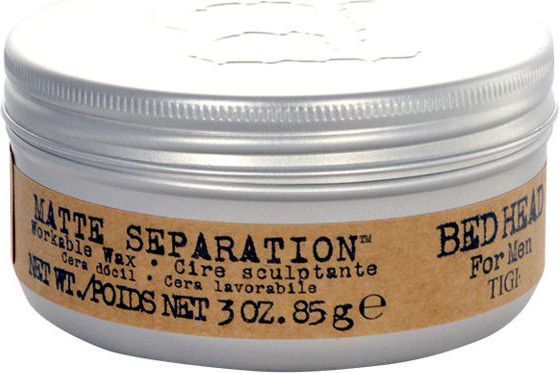 MATTE SEPARATION™
Workable Wax · Cire sculptante
Cera dócil · Cera lavorabile
NET WT./POIDS NET 3 OZ. 85g ℮
BED HEAD
For Men
TIGI